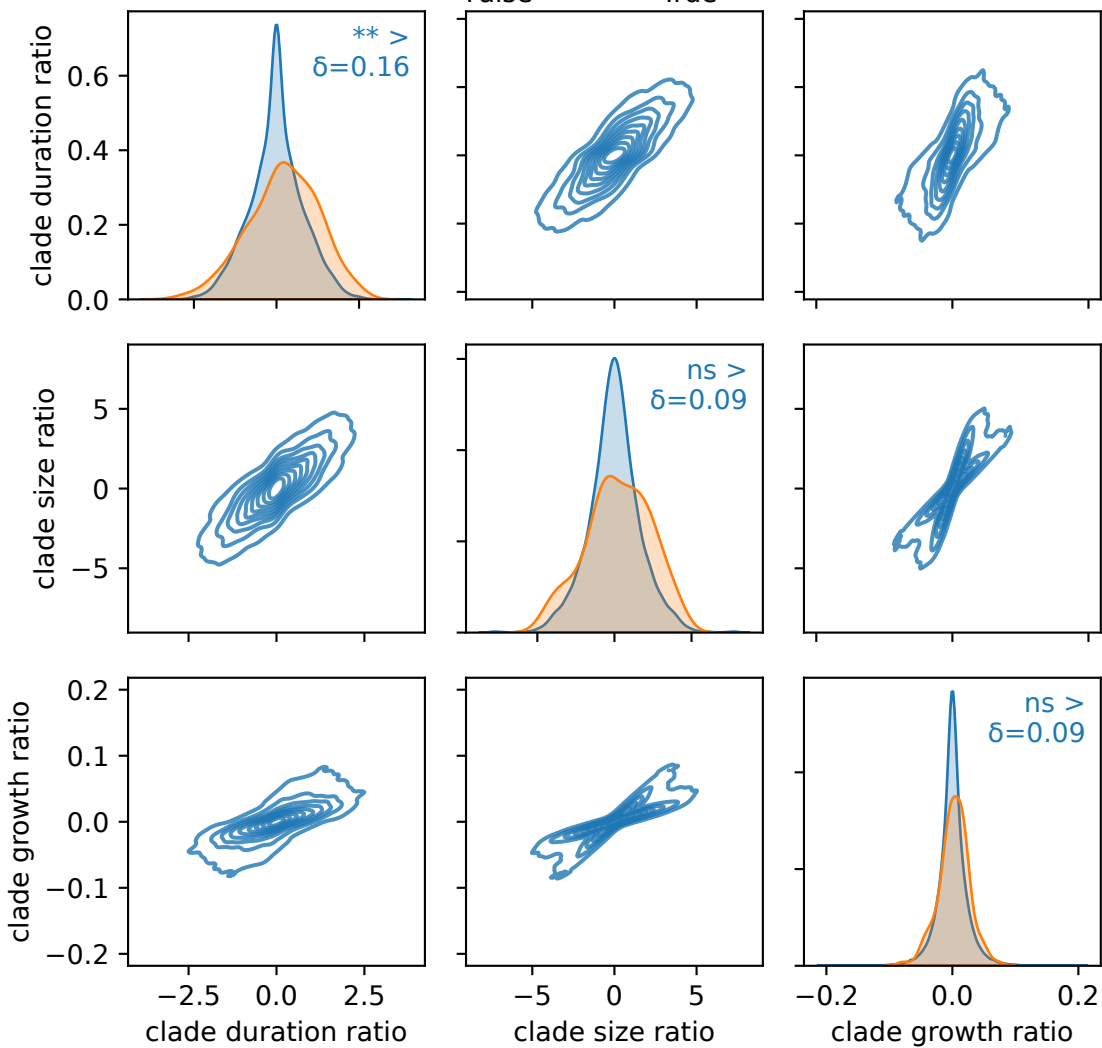 True
clade duration ratio
0.6
0.4
0.2
0.0
** >
δ=0.16
clade size ratio
5
0
−5
ns >
δ=0.09
clade growth ratio
0.2
0.1
0.0
−0.1
−0.2
ns >
δ=0.09
−2.5 0.0 2.5
−5 0 5
−0.2 0.0 0.2
clade duration ratio
clade size ratio
clade growth ratio